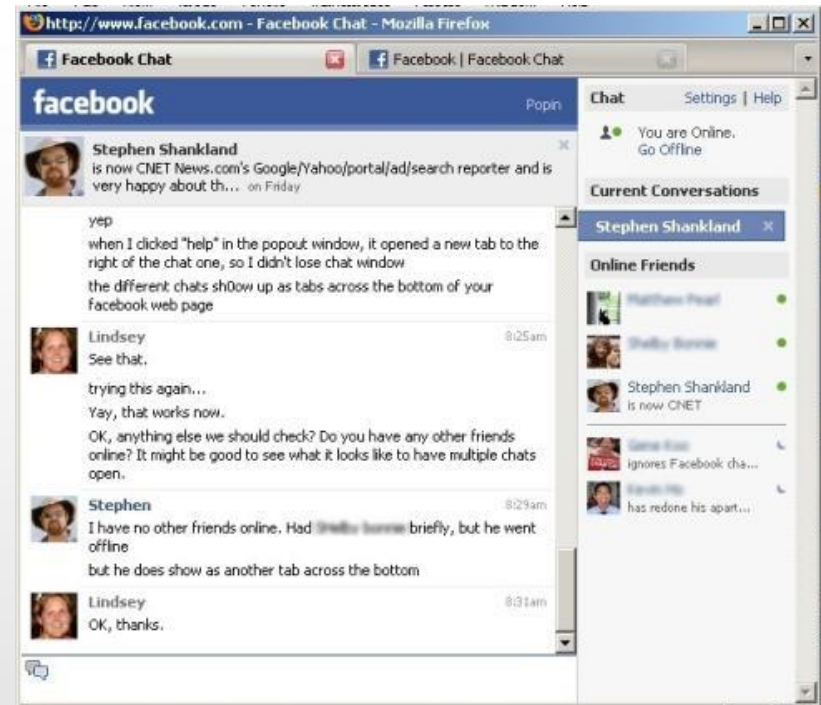 http://www.facebook.com - Facebook Chat - Mozilla Firefox
Facebook Chat
Facebook | Facebook Chat
facebook
Popin
Stephen Shankland
is now CNET News.com's Google/Yahoo/portal/ad/search reporter and is
very happy about th... on Friday
yep
when I clicked "help" in the popout window, it opened a new tab to the
right of the chat one, so I didn't lose chat window
the different chats sh0ow up as tabs across the bottom of your
facebook web page
Lindsey 8:25am
See that.
trying this again...
Yay, that works now.
OK, anything else we should check? Do you have any other friends
online? It might be good to see what it looks like to have multiple chats
open.
Stephen 8:29am
I have no other friends online. Had briefly, but he went
offline
but he does show as another tab across the bottom
Lindsey 8:31am
OK, thanks.
Chat Settings | Help
You are Online.
Go Offline
Current Conversations
Stephen Shankland
Online Friends
Stephen Shankland
is now CNET
ignores Facebook cha...
has redone his apart...